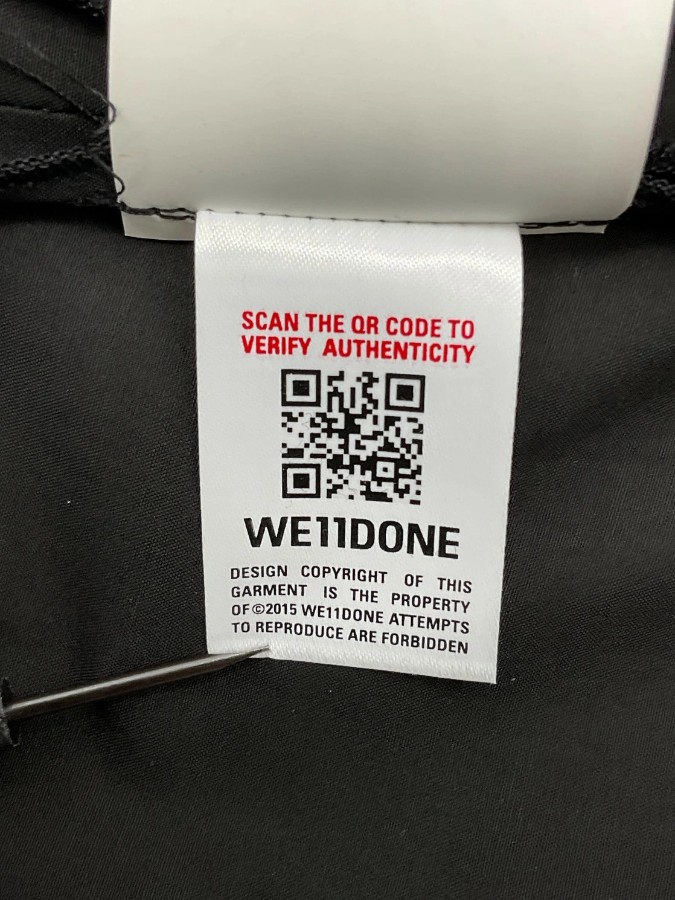 SCAN THE QR CODE TO
VERIFY AUTHENTICITY
WE11DONE
DESIGN COPYRIGHT OF THIS
GARMENT IS THE PROPERTY
OF ©2015 WE11DONE ATTEMPTS
TO REPRODUCE ARE FORBIDDEN